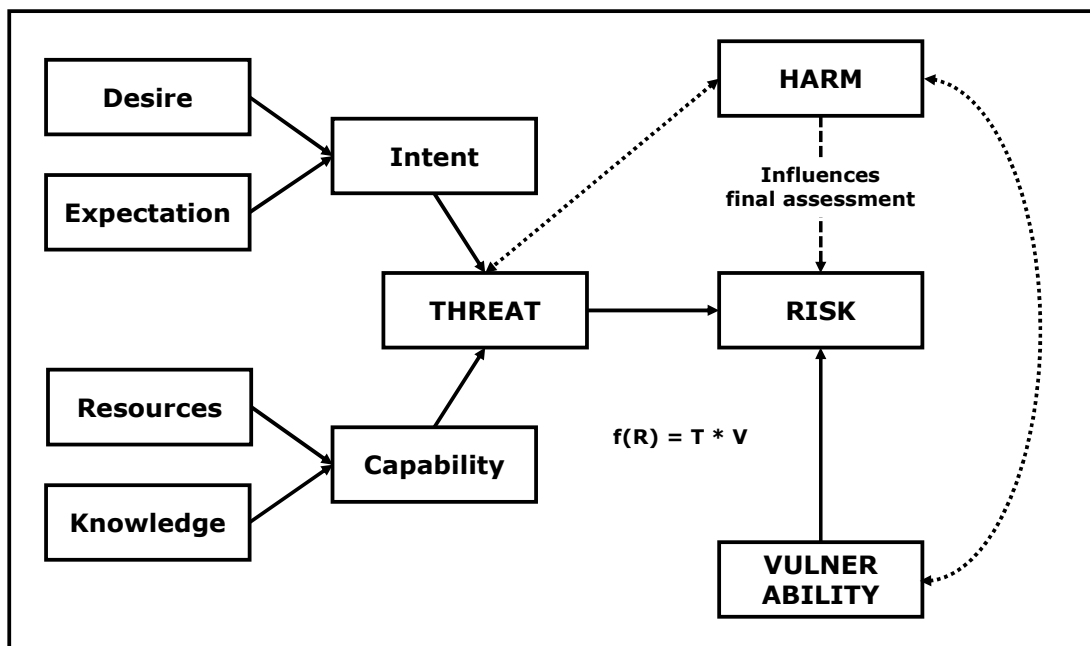 Desire
HARM
Intent
Influences
final assessment
Expectation
THREAT
RISK
Resources
f(R) = T * V
Capability
Knowledge
VULNER
ABILITY